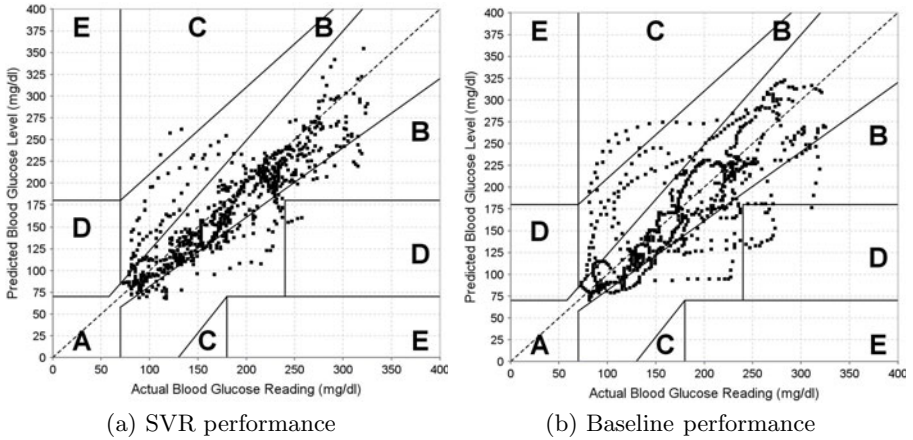 Predicted Blood Glucose Level (mg/dl)
400
375
350
325
300
275
250
225
200
175
150
125
100
75
50
25
0
E
C
B
B
D
D
A
C
E
0 50 100 150 200 250 300 350 400
Actual Blood Glucose Reading (mg/dl)
(a) SVR performance
Predicted Blood Glucose Level (mg/dl)
400
375
350
325
300
275
250
225
200
175
150
125
100
75
50
25
0
E
C
B
B
D
D
A
C
E
0 50 100 150 200 250 300 350 400
Actual Blood Glucose Reading (mg/dl)
(b) Baseline performance